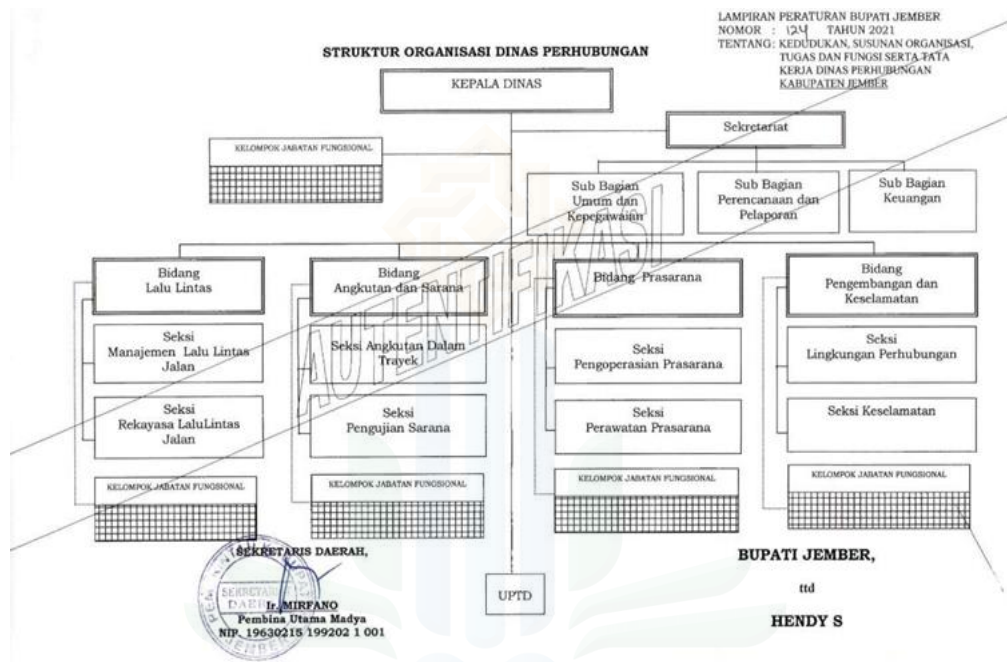 LAMPIRAN PERATURAN BUPATI JEMBER
NOMOR : 124 TAHUN 2021
TENTANG: KEDUDUKAN, SUSUNAN ORGANISASI,
TUGAS DAN FUNGSI SERTA TATA
KERJA DINAS PERHUBUNGAN
KABUPATEN JEMBER
STRUKTUR ORGANISASI DINAS PERHUBUNGAN
KEPALA DINAS
Sekretariat
KELOMPOK JABATAN FUNGSIONAL
Sub Bagian
Umum dan
Kepegawaian
Sub Bagian
Perencanaan dan
Pelaporan
Sub Bagian
Keuangan
Bidang
Lalu Lintas
Bidang
Angkutan dan Sarana
Bidang Prasarana
Bidang
Pengembangan dan
Keselamatan
Seksi
Manajemen Lalu Lintas
Jalan
Seksi Angkutan Dalam
Trayek
Seksi
Pengoperasian Prasarana
Seksi
Lingkungan Perhubungan
Seksi
Rekayasa LaluLintas
Jalan
Seksi
Pengujian Sarana
Seksi
Perawatan Prasarana
Seksi Keselamatan
KELOMPOK JABATAN FUNGSIONAL
KELOMPOK JABATAN FUNGSIONAL
KELOMPOK JABATAN FUNGSIONAL
KELOMPOK JABATAN FUNGSIONAL
AUTENTIFIKASI
SEKRETARIS DAERAH,
SEKRETARIS
DAERAH
JEMBER
Ir. MIRFANO
Pembina Utama Madya
NIP. 19630215 199202 1 001
UPTD
BUPATI JEMBER,
ttd
HENDY S